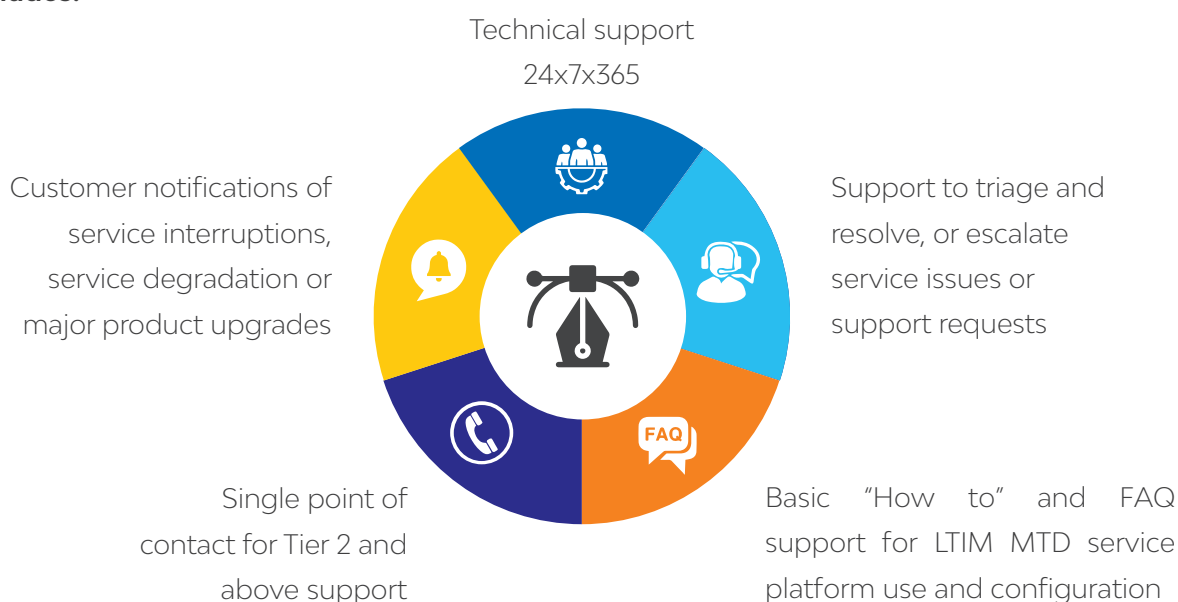 Technical support
24x7x365
Customer notifications of
service interruptions,
service degradation or
major product upgrades
Support to triage and
resolve, or escalate
service issues or
support requests
FAQ
Single point of
contact for Tier 2 and
above support
Basic “How to” and FAQ
support for LTIM MTD service
platform use and configuration